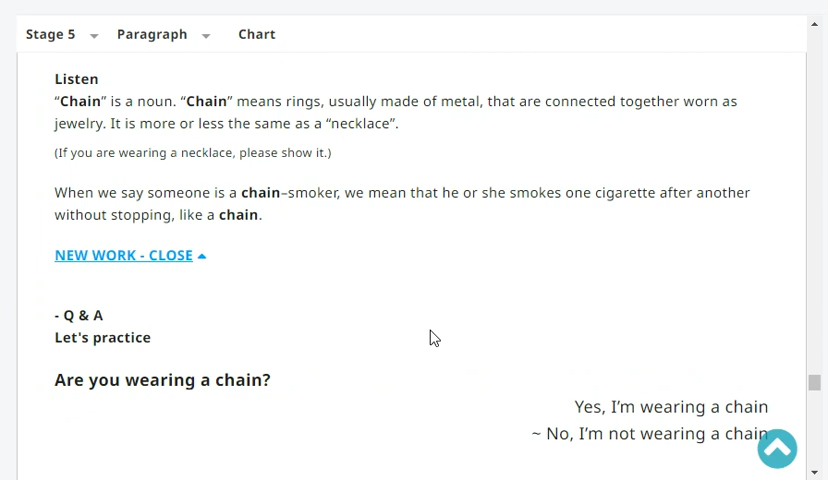 Stage 5 Paragraph Chart
Listen
“Chain” is a noun. “Chain” means rings, usually made of metal, that are connected together worn as
jewelry. It is more or less the same as a “necklace”.
(If you are wearing a necklace, please show it.)
When we say someone is a chain–smoker, we mean that he or she smokes one cigarette after another
without stopping, like a chain.
NEW WORK - CLOSE
- Q & A
Let's practice
Are you wearing a chain?
Yes, I’m wearing a chain
~ No, I’m not wearing a chain